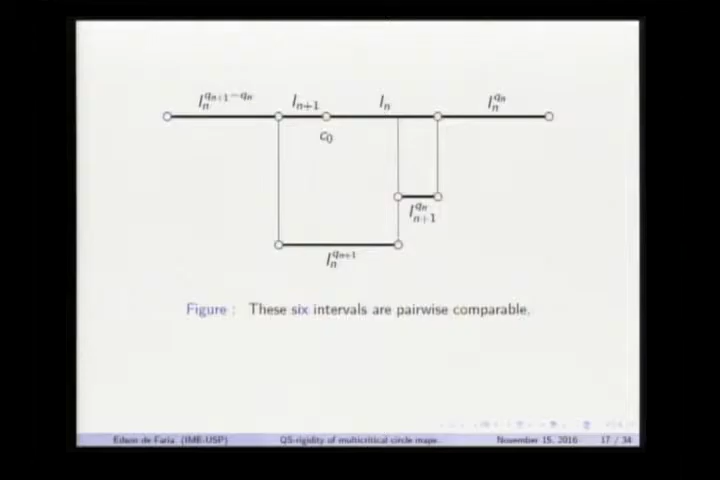 I_n^{q_{n+1}-q_n} I_{n+1} I_n I_n^{q_n}
c_0
I_{n+1}^{q_n}
I_n^{q_{n+1}}
Figure : These six intervals are pairwise comparable.
Edson de Faria (IME-USP) QS-rigidity of multicritical circle maps November 15, 2016 17 / 34